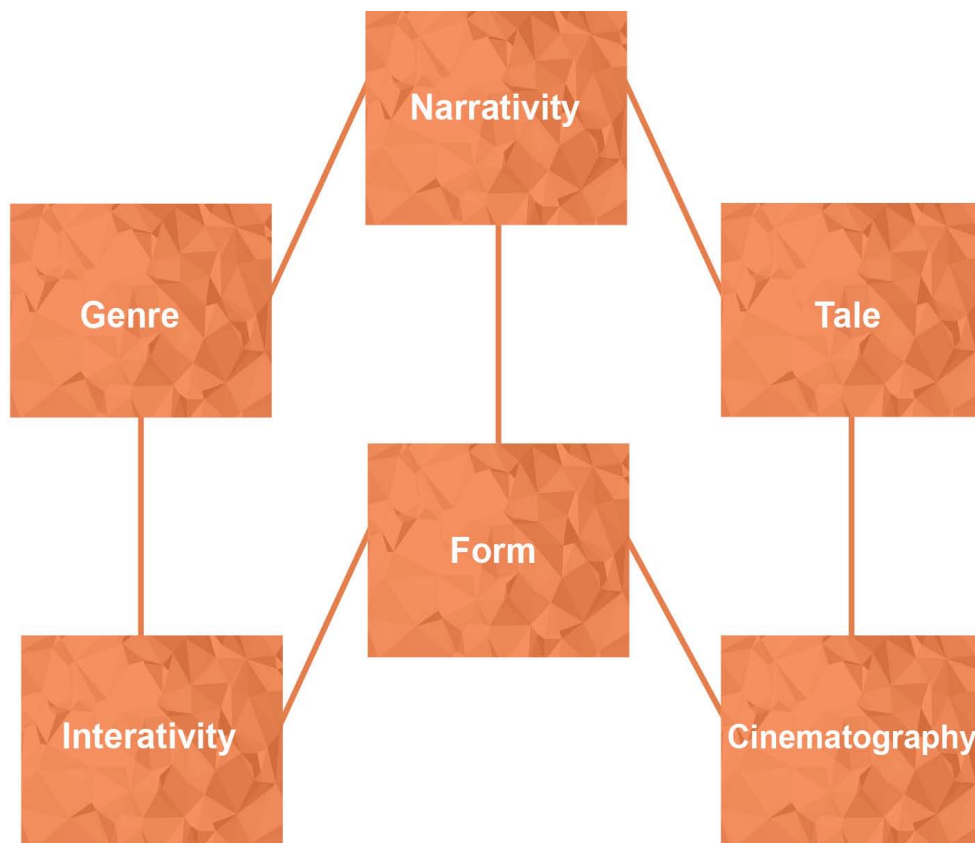 Narrativity
Genre
Tale
Form
Interativity
Cinematography